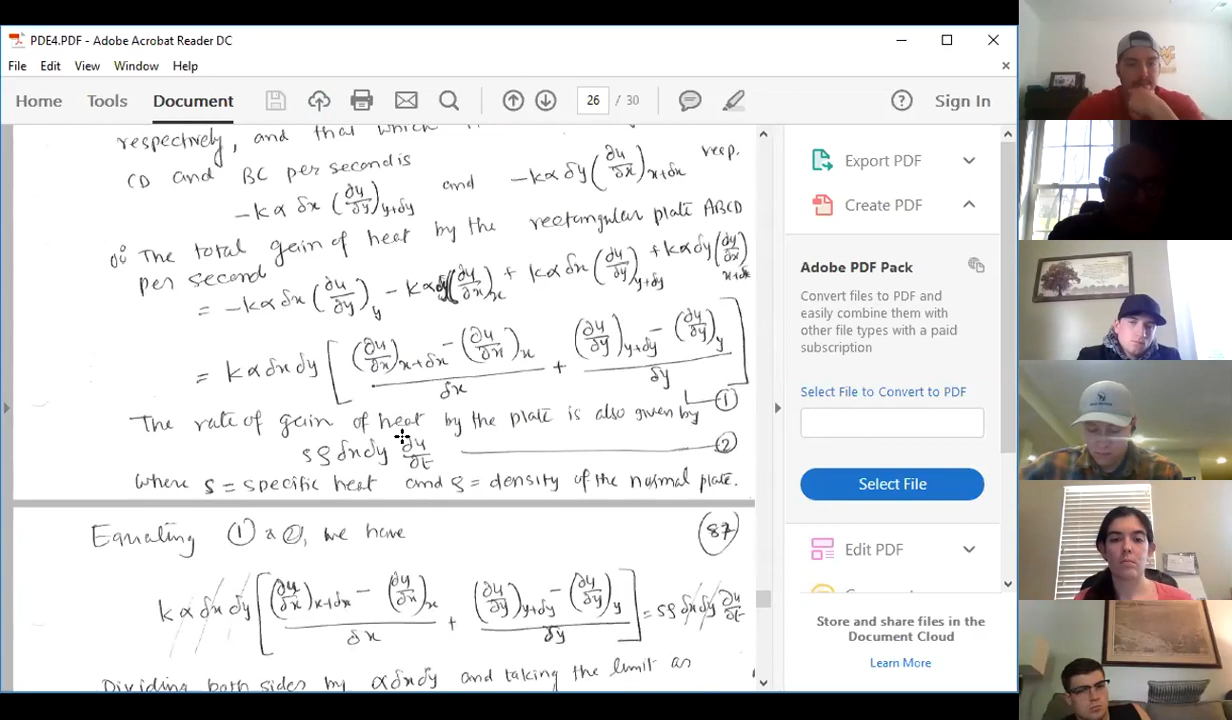 PDE4.PDF - Adobe Acrobat Reader DC
File Edit View Window Help
Home Tools Document 26 / 30 Sign In
respectively, and that which
CD and BC per second is
-kα δx (∂u/∂y)y+δy and -kα δy (∂u/∂x)x+δx resp.
∴ The total gain of heat by the rectangular plate ABCD
per second
= -kα δx (∂u/∂y)y - kα δy (∂u/∂x)x + kα δx (∂u/∂y)y+δy + kα δy (∂u/∂x)x+δx
= kα δx δy [ ((∂u/∂x)x+δx - (∂u/∂x)x)/δx + ((∂u/∂y)y+δy - (∂u/∂y)y)/δy ]
①
The rate of gain of heat by the plate is also given by
sρ δx δy ∂u/∂t ②
where s = specific heat and ρ = density of the normal plate.
Equating ① & ②, we have 87
kα δx δy [ ((∂u/∂x)x+δx - (∂u/∂x)x)/δx + ((∂u/∂y)y+δy - (∂u/∂y)y)/δy ] = sρ δx δy ∂u/∂t
Dividing both sides by αδxδy and taking the limit as
Export PDF
Create PDF
Adobe PDF Pack
Convert files to PDF and
easily combine them with
other file types with a paid
subscription
Select File to Convert to PDF
Select File
Edit PDF
Store and share files in the
Document Cloud
Learn More